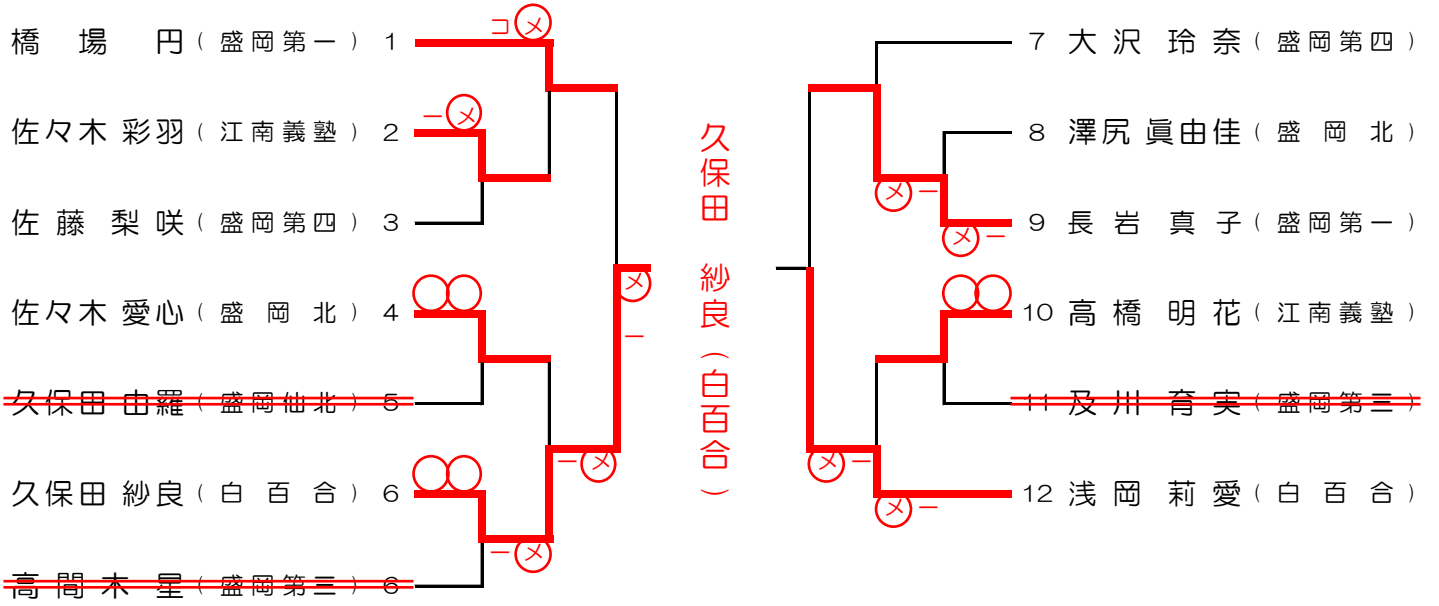 橋場 円（盛岡第一） 1
コメ
佐々木 彩羽（江南義塾） 2
一メ
佐藤 梨咲（盛岡第四） 3
佐々木 愛心（盛岡北） 4
久保田 由羅（盛岡仙北） 5
久保田 紗良（白百合） 6
一メ
一メ
高間木 星（盛岡第三） 6
メ一
久保田 紗良（白百合）
7 大沢 玲奈（盛岡第四）
8 澤尻 眞由佳（盛岡北）
メ一
9 長岩 真子（盛岡第一）
メ一
10 高橋 明花（江南義塾）
11 及川 育実（盛岡第三）
メ一
12 浅岡 莉愛（白百合）
メ一